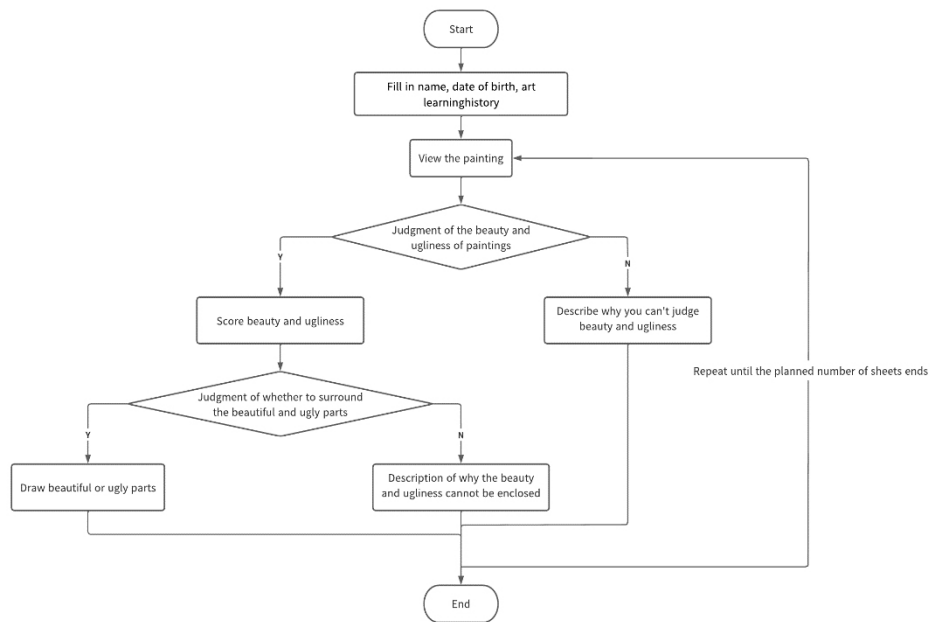 Start
Fill in name, date of birth, art
learninghistory
View the painting
Judgment of the beauty and
ugliness of paintings
Y
N
Score beauty and ugliness
Describe why you can't judge
beauty and ugliness
Repeat until the planned number of sheets ends
Judgment of whether to surround
the beautiful and ugly parts
Y
N
Draw beautiful or ugly parts
Description of why the beauty
and ugliness cannot be enclosed
End